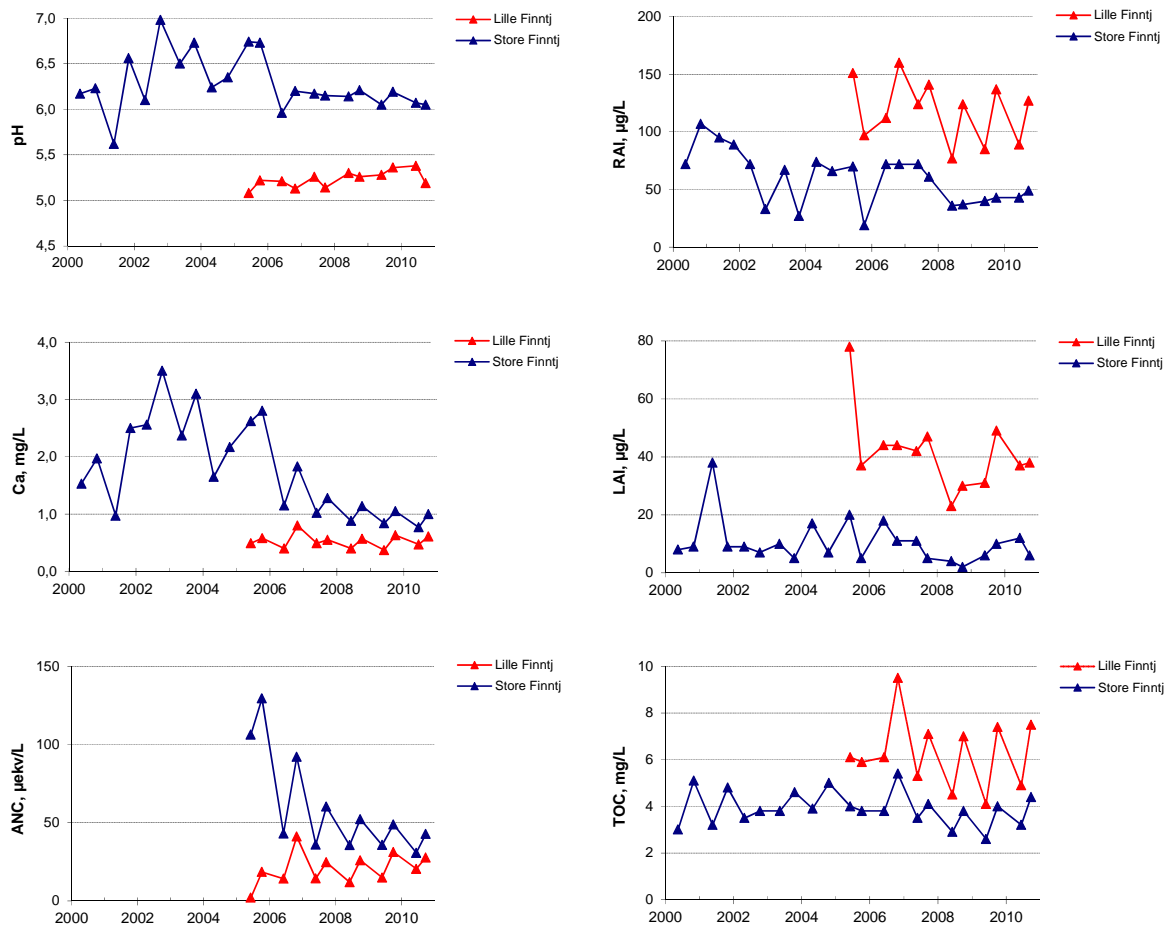 7,0
6,5
6,0
5,5
5,0
4,5
pH
2000 2002 2004 2006 2008 2010
Lille Finntj
Store Finntj
200
150
100
50
0
RAl, µg/L
2000 2002 2004 2006 2008 2010
Lille Finntj
Store Finntj
4,0
3,0
2,0
1,0
0,0
Ca, mg/L
2000 2002 2004 2006 2008 2010
Lille Finntj
Store Finntj
80
60
40
20
0
LAl, µg/L
2000 2002 2004 2006 2008 2010
Lille Finntj
Store Finntj
150
100
50
0
ANC, µekv/L
2000 2002 2004 2006 2008 2010
Lille Finntj
Store Finntj
10
8
6
4
2
0
TOC, mg/L
2000 2002 2004 2006 2008 2010
Lille Finntj
Store Finntj